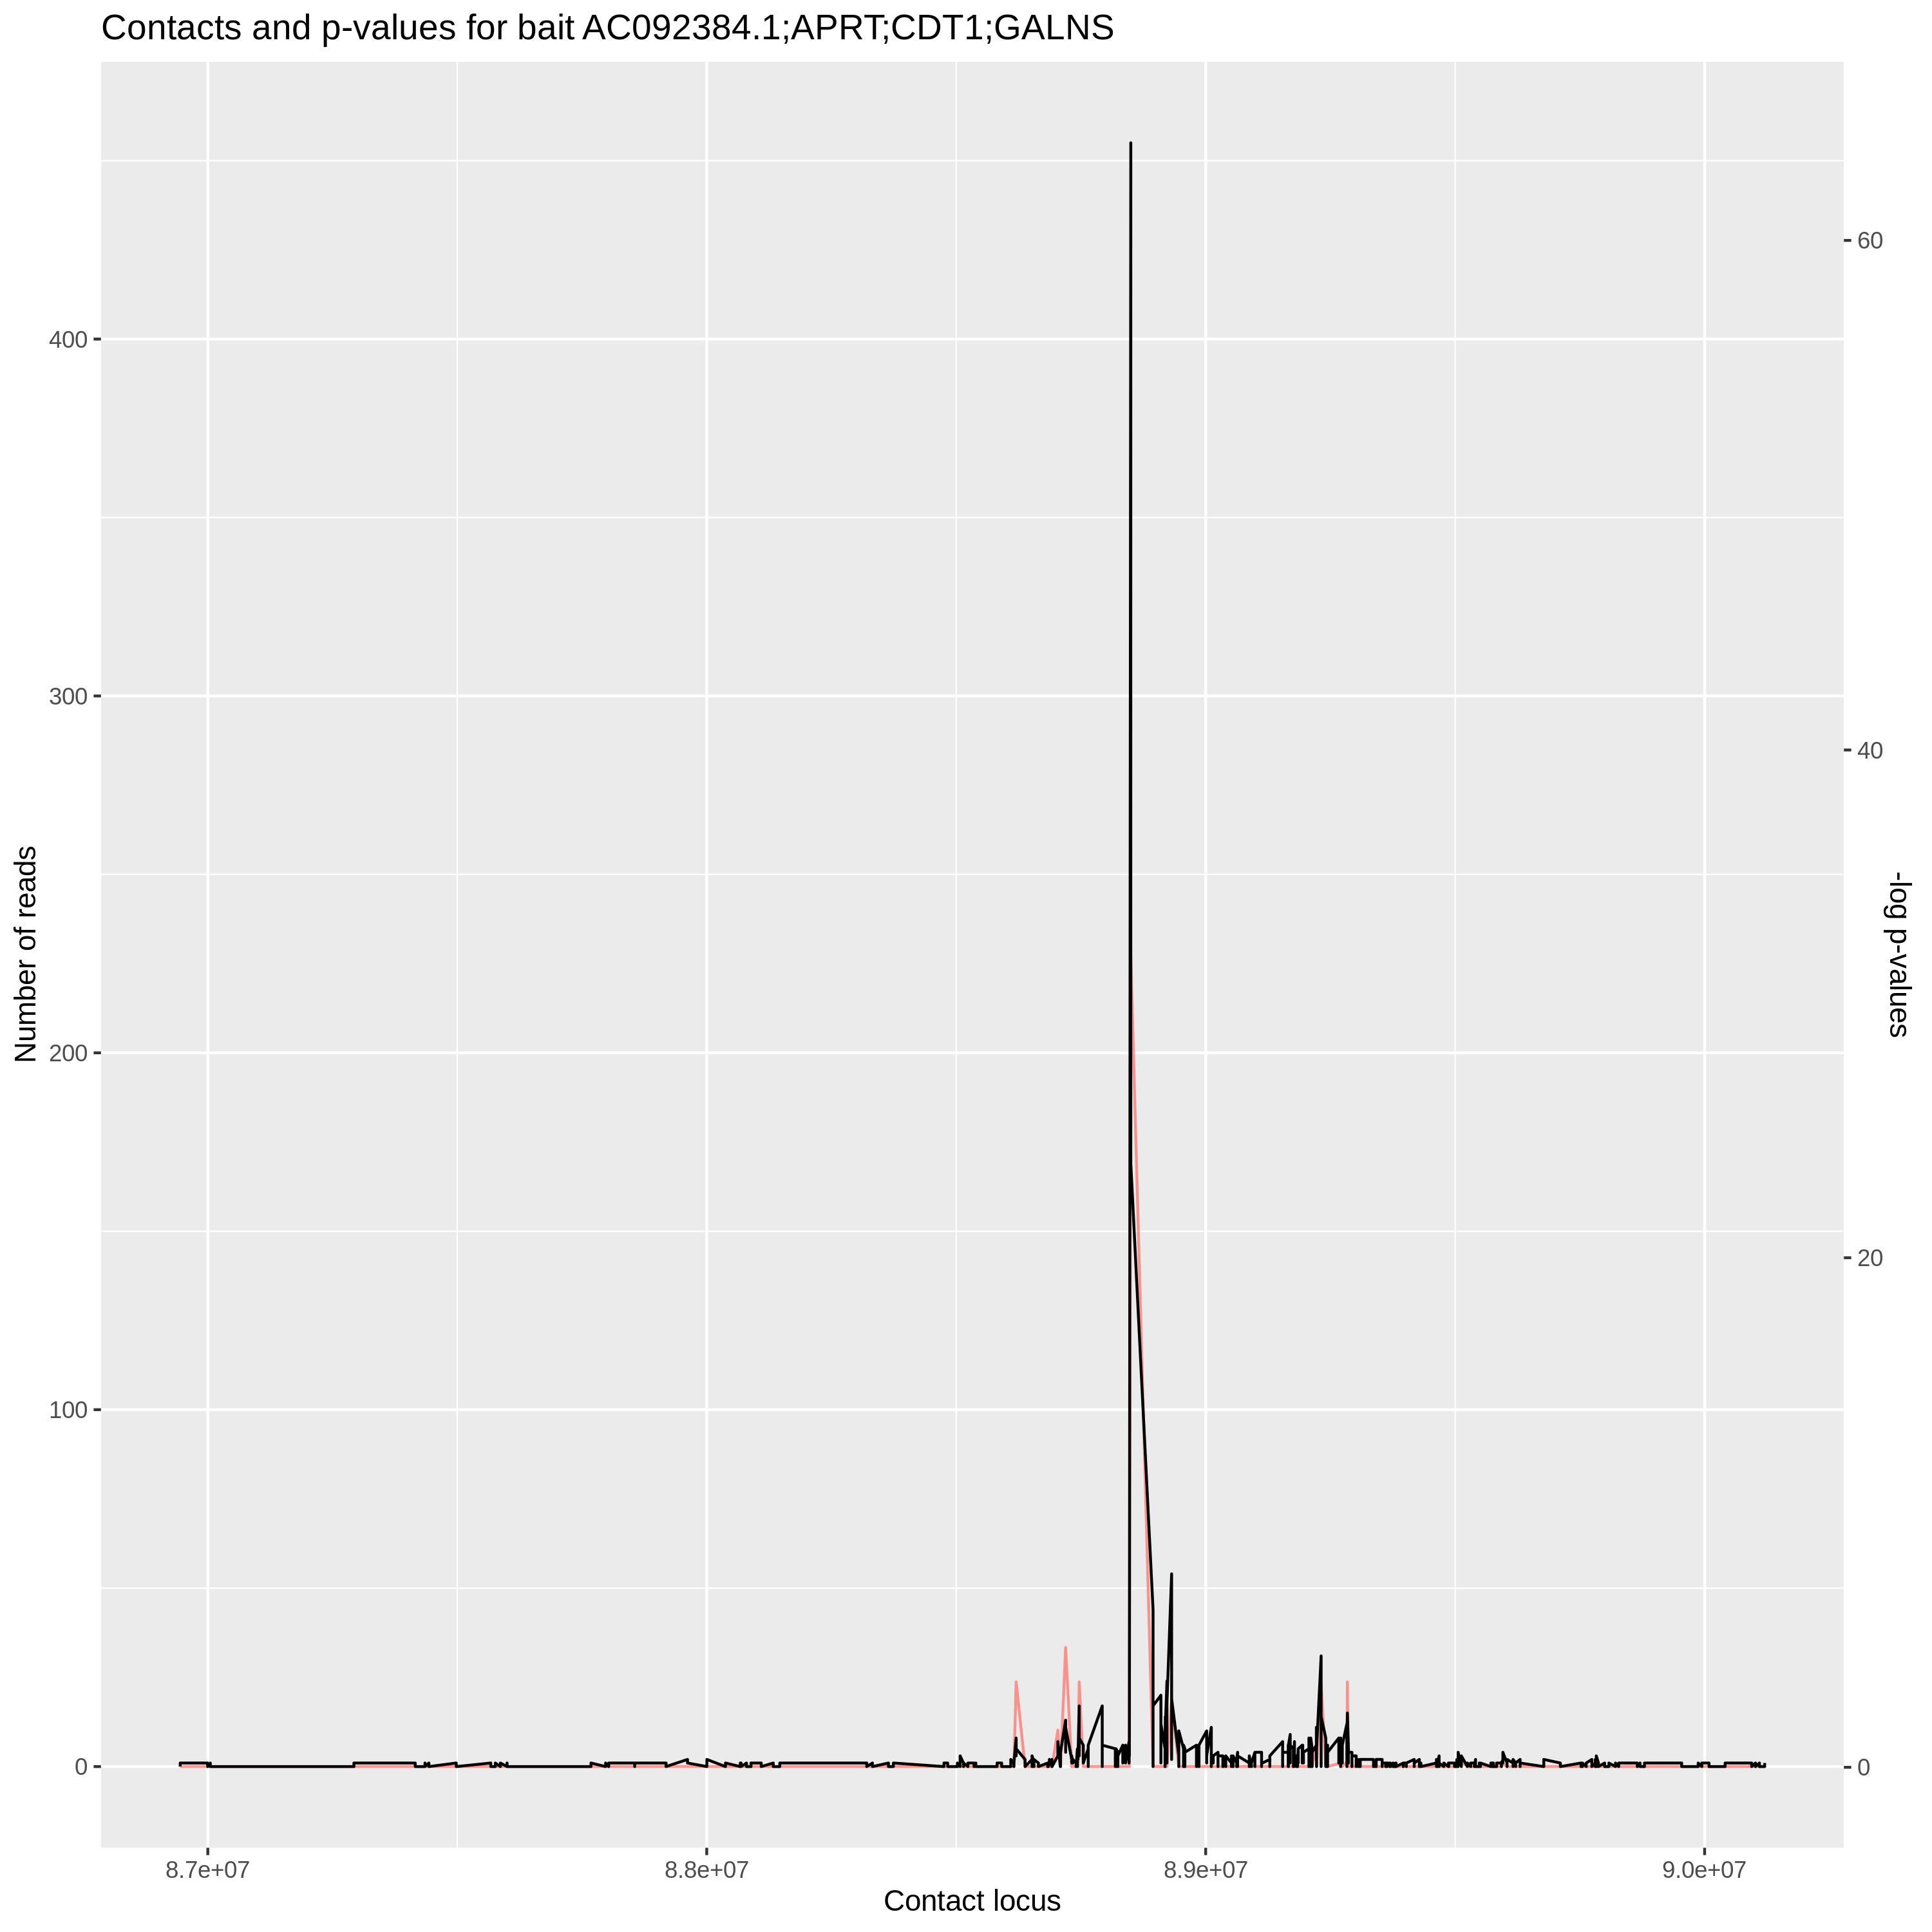 Contacts and p-values for bait AC092384.1;APRT;CDT1;GALNS
Number of reads
400
300
200
100
0
60
40
20
0
-log p-values
8.7e+07
8.8e+07
8.9e+07
9.0e+07
Contact locus